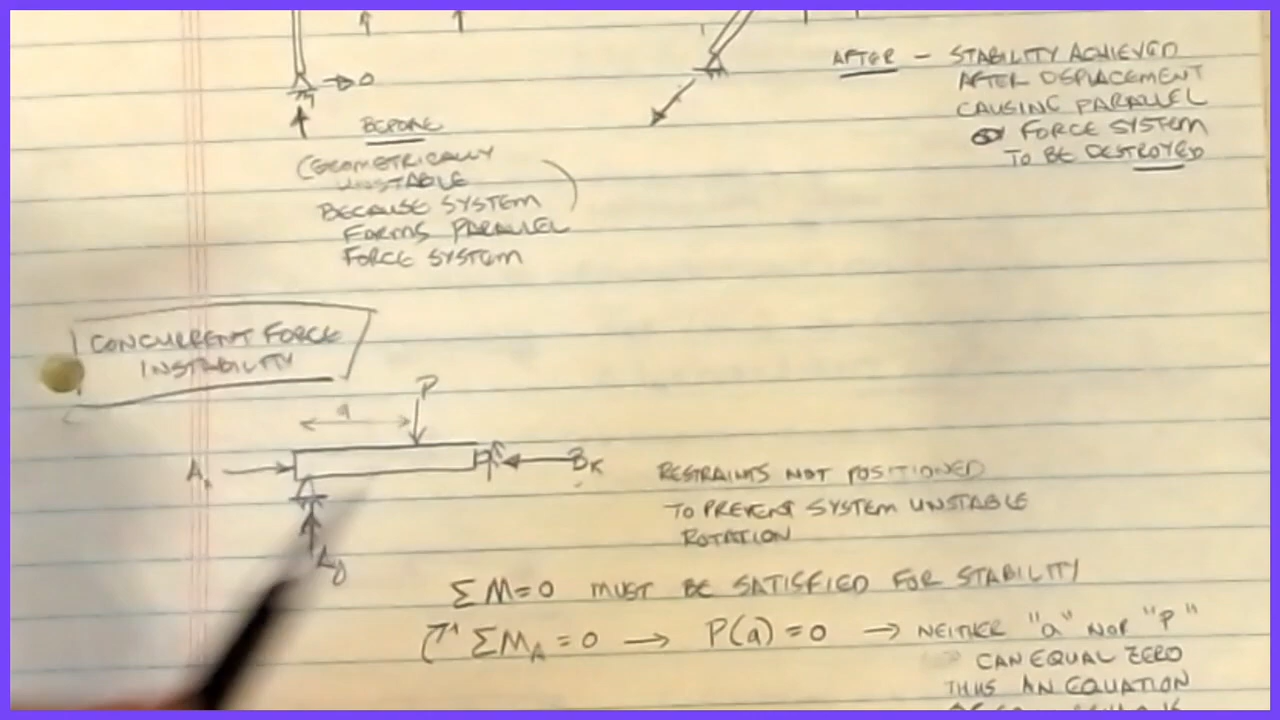 0
BEFORE
(GEOMETRICALLY
UNSTABLE
BECAUSE SYSTEM
FORMS PARALLEL
FORCE SYSTEM
AFTER - STABILITY ACHIEVED
AFTER DISPLACEMENT
CAUSING PARALLEL
FORCE SYSTEM
TO BE DESTROYED
CONCURRENT FORCE
INSTABILITY
P
a
Bx
Ay
RESTRAINTS NOT POSITIONED
TO PREVENT SYSTEM UNSTABLE
ROTATION
ΣM=0 MUST BE SATISFIED FOR STABILITY
ΣMA=0 → P(a)=0 → NEITHER "a" NOR "P"
CAN EQUAL ZERO
THUS AN EQUATION